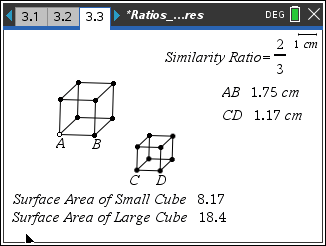 3.1 3.2 3.3 *Ratios_...res DEG
1 cm
Similarity Ratio= 2/3
AB 1.75 cm
CD 1.17 cm
A B
C D
Surface Area of Small Cube 8.17
Surface Area of Large Cube 18.4